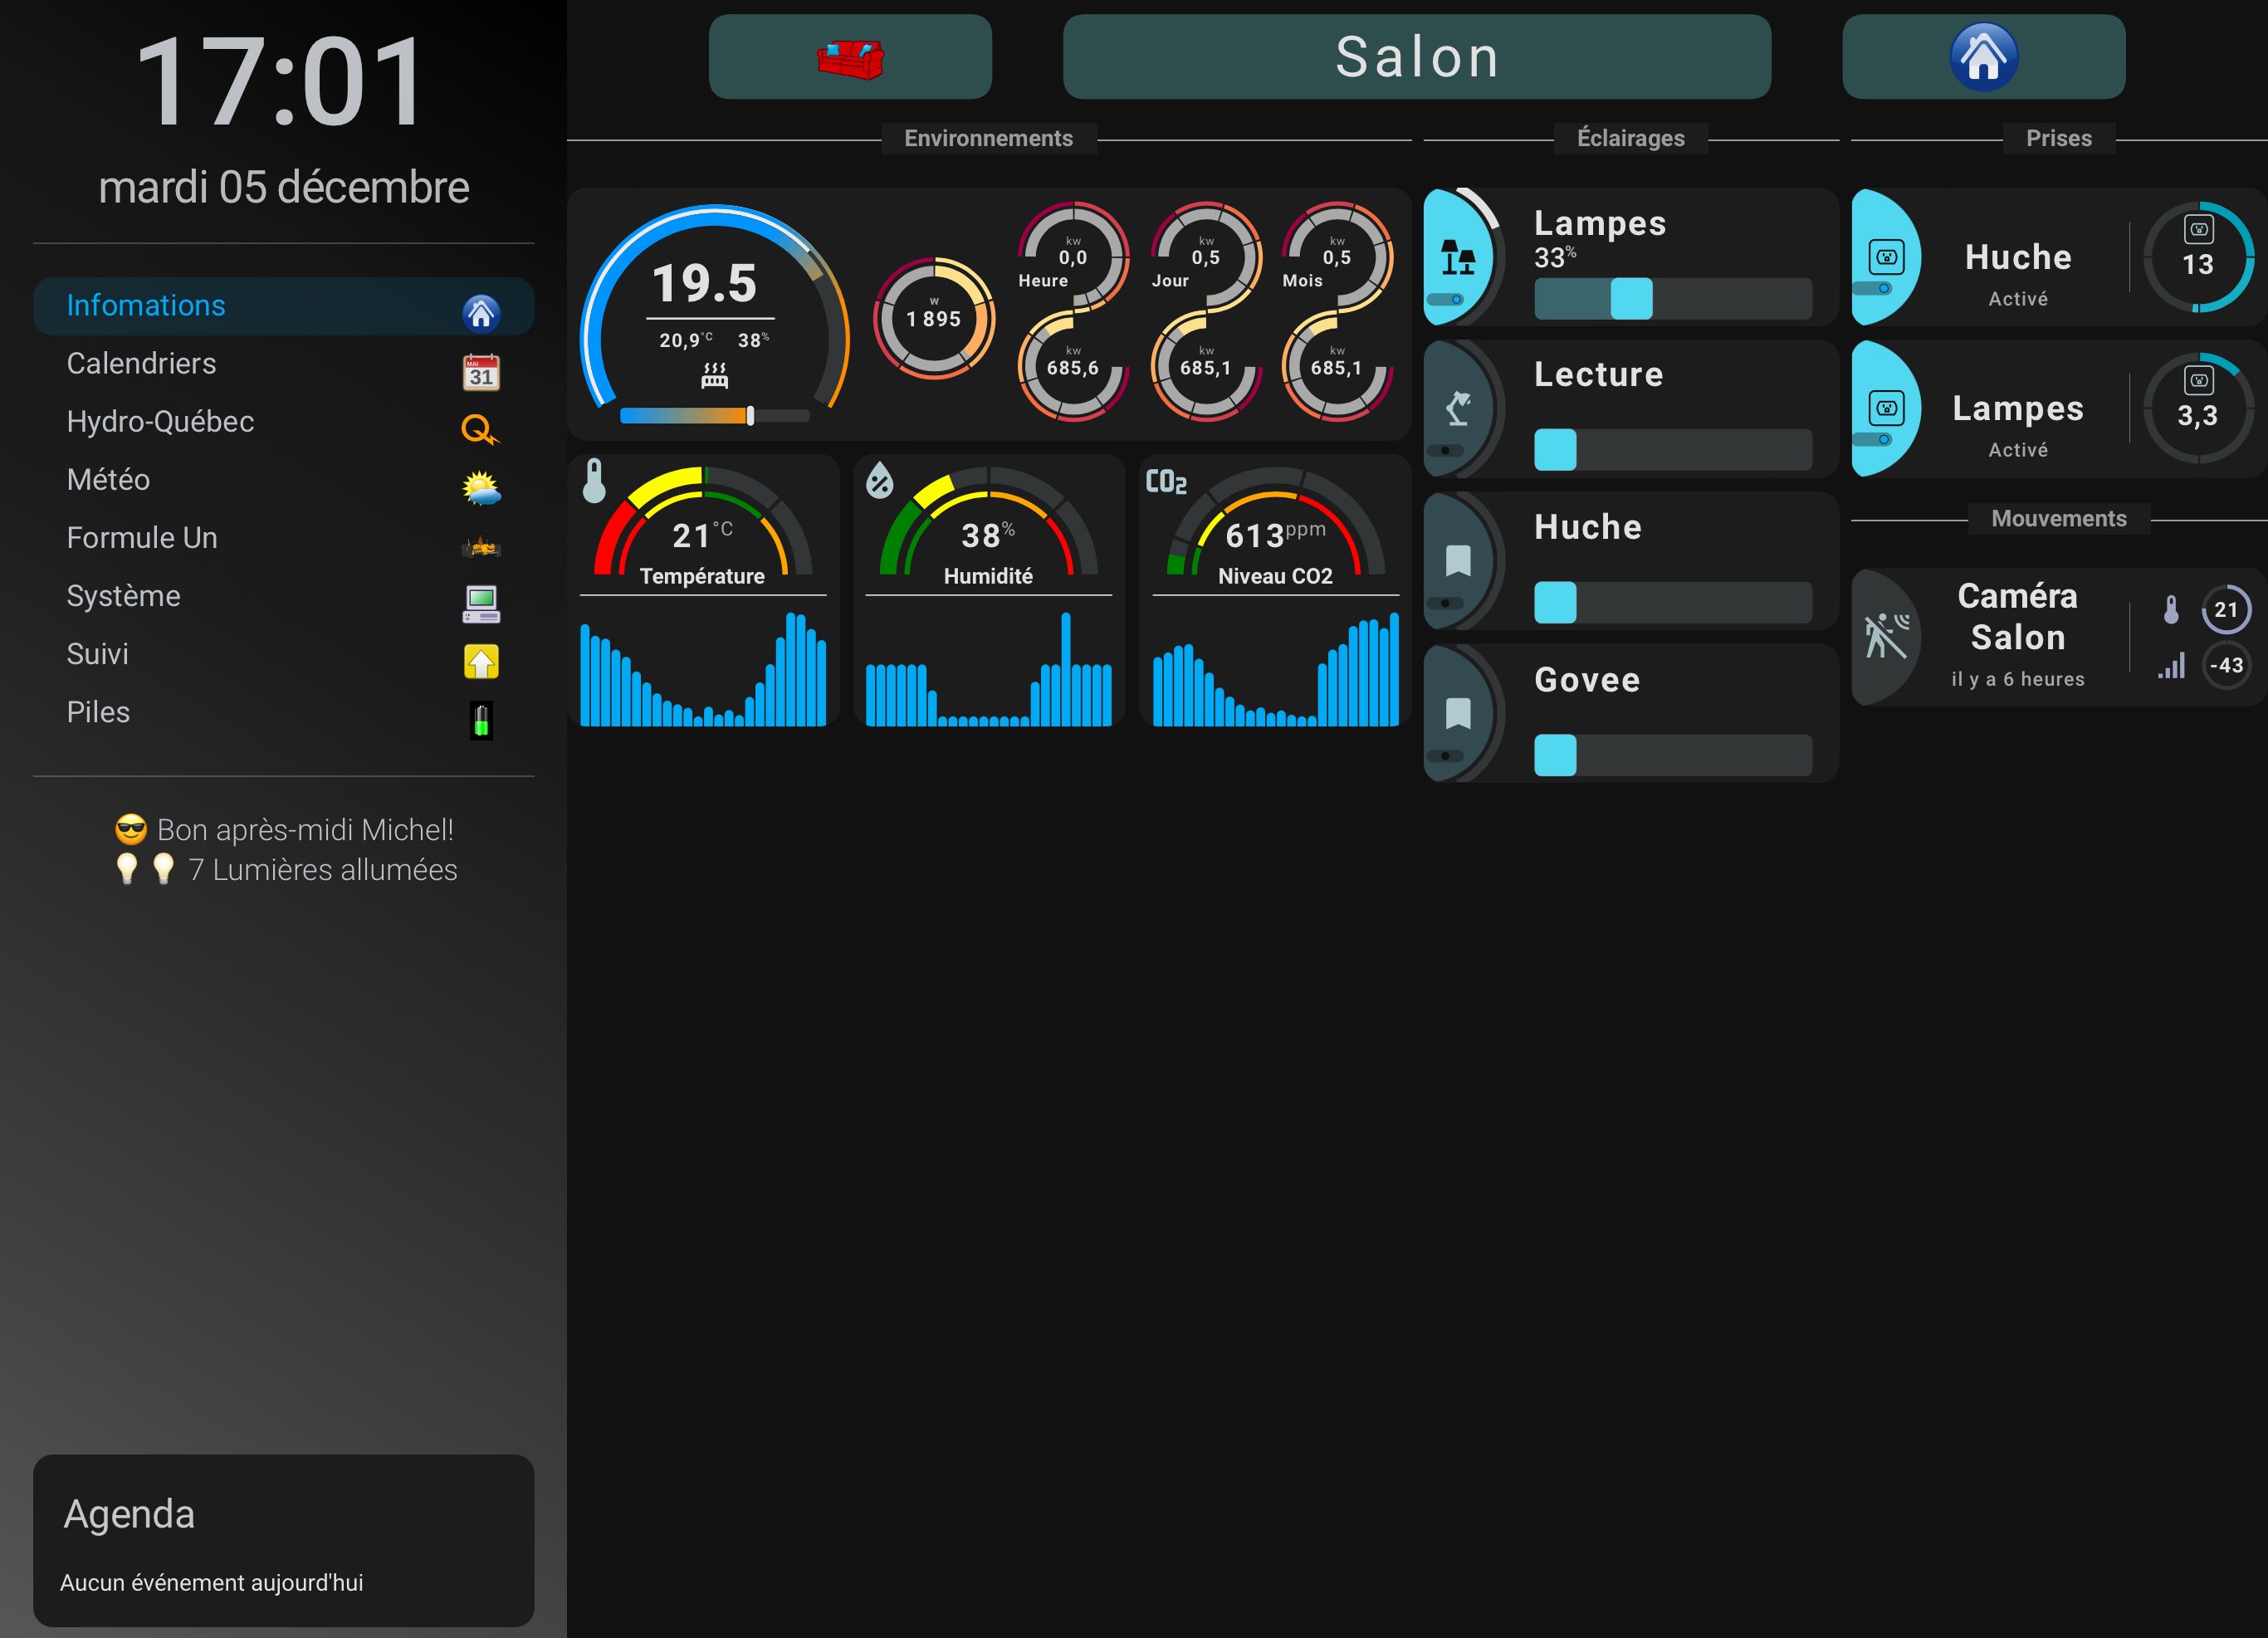 17:01
mardi 05 décembre
Infomations
Calendriers
MAI
31
Hydro-Québec
Météo
Formule Un
Système
Suivi
Piles
😎 Bon après-midi Michel!
💡 💡 7 Lumières allumées
Agenda
Aucun événement aujourd'hui
Salon
Environnements
19.5
20,9°C 38%
w
1 895
kw
0,0
Heure
kw
685,6
kw
0,5
Jour
kw
685,1
kw
0,5
Mois
kw
685,1
21°C
Température
38%
Humidité
CO2
613ppm
Niveau CO2
Éclairages
Lampes
33%
Lecture
Huche
Govee
Prises
Huche
Activé
13
Lampes
Activé
3,3
Mouvements
Caméra
Salon
il y a 6 heures
21
-43